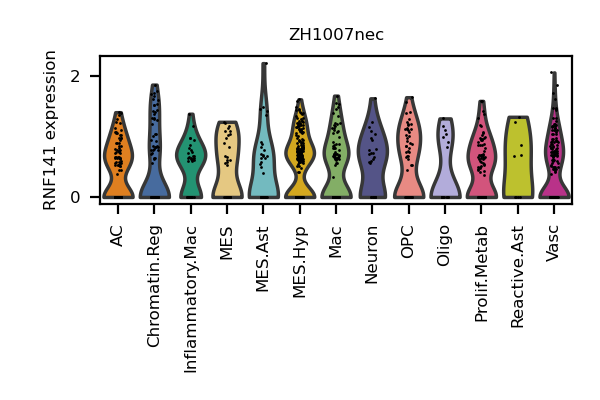 ZH1007nec
RNF141 expression
2
0
AC
Chromatin.Reg
Inflammatory.Mac
MES
MES.Ast
MES.Hyp
Mac
Neuron
OPC
Oligo
Prolif.Metab
Reactive.Ast
Vasc